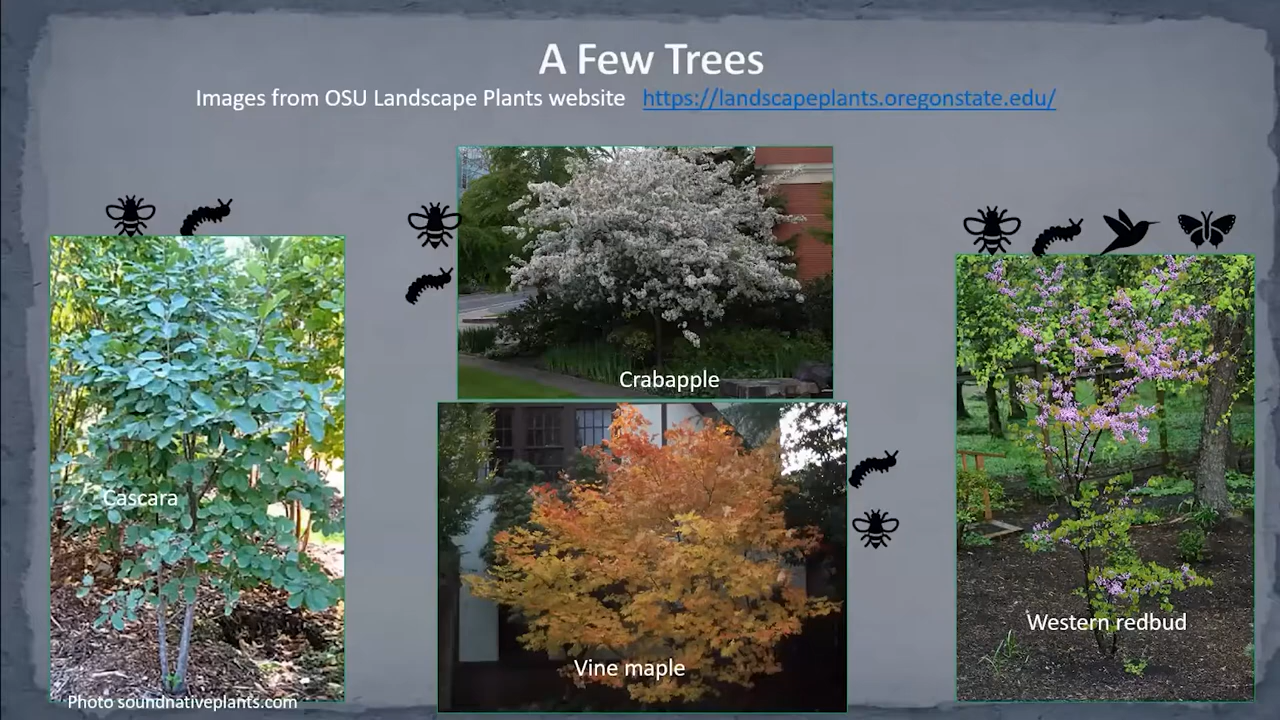 A Few Trees
Images from OSU Landscape Plants website https://landscapeplants.oregonstate.edu/
Crabapple
Cascara
Western redbud
Vine maple
Photo soundnativeplants.com